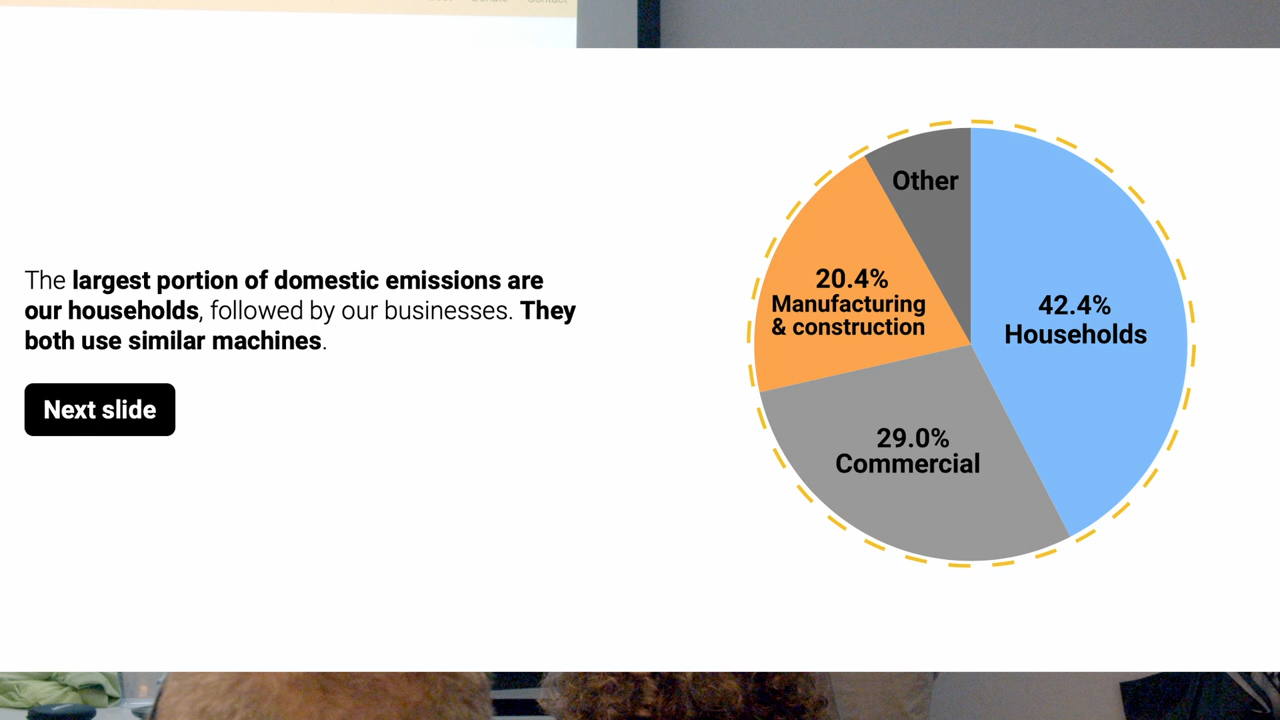 The largest portion of domestic emissions are
our households, followed by our businesses. They
both use similar machines.
Next slide
Other
20.4%
Manufacturing
& construction
42.4%
Households
29.0%
Commercial